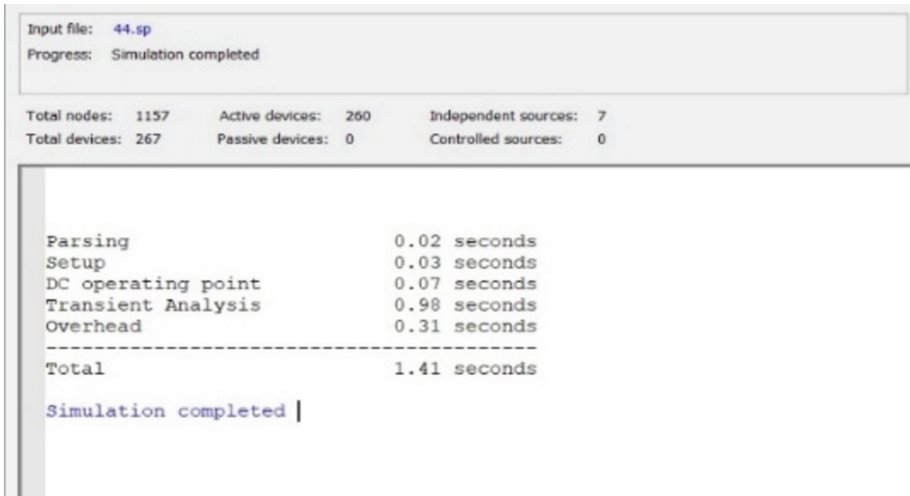 Input file: 44.sp
Progress: Simulation completed
Total nodes: 1157 Active devices: 260 Independent sources: 7
Total devices: 267 Passive devices: 0 Controlled sources: 0
Parsing 0.02 seconds
Setup 0.03 seconds
DC operating point 0.07 seconds
Transient Analysis 0.98 seconds
Overhead 0.31 seconds
-----------------------------------------
Total 1.41 seconds
Simulation completed